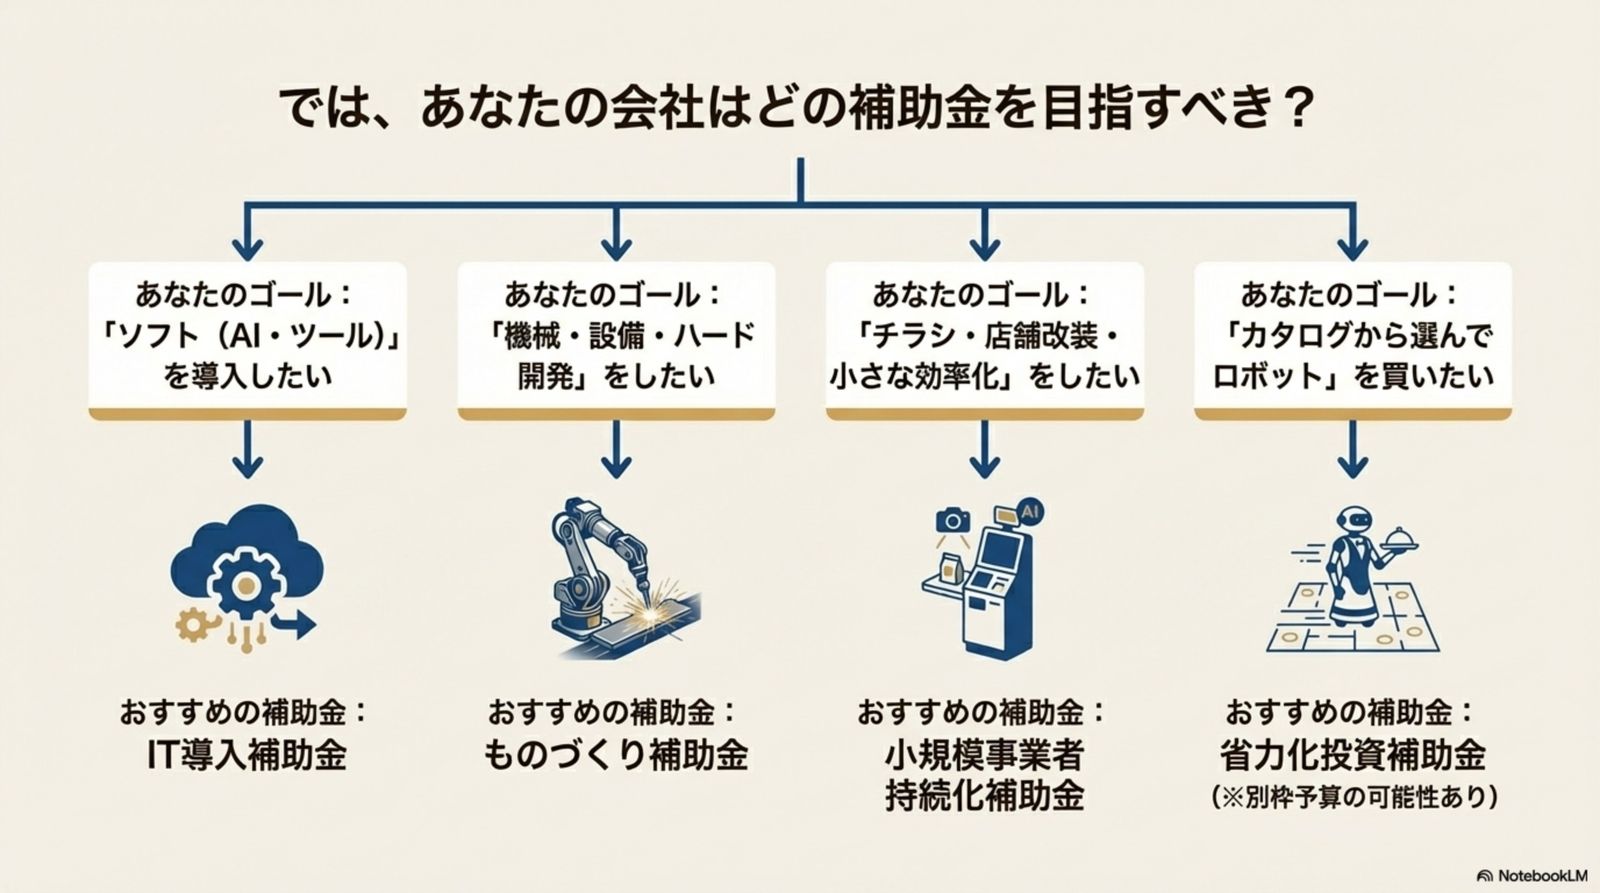 では、あなたの会社はどの補助金を目指すべき？
あなたのゴール：
「ソフト（AI・ツール）」
を導入したい
あなたのゴール：
「機械・設備・ハード
開発」をしたい
あなたのゴール：
「チラシ・店舗改装・
小さな効率化」をしたい
あなたのゴール：
「カタログから選んで
ロボット」を買いたい
AI
おすすめの補助金：
IT導入補助金
おすすめの補助金：
ものづくり補助金
おすすめの補助金：
小規模事業者
持続化補助金
おすすめの補助金：
省力化投資補助金
（※別枠予算の可能性あり）
NotebookLM